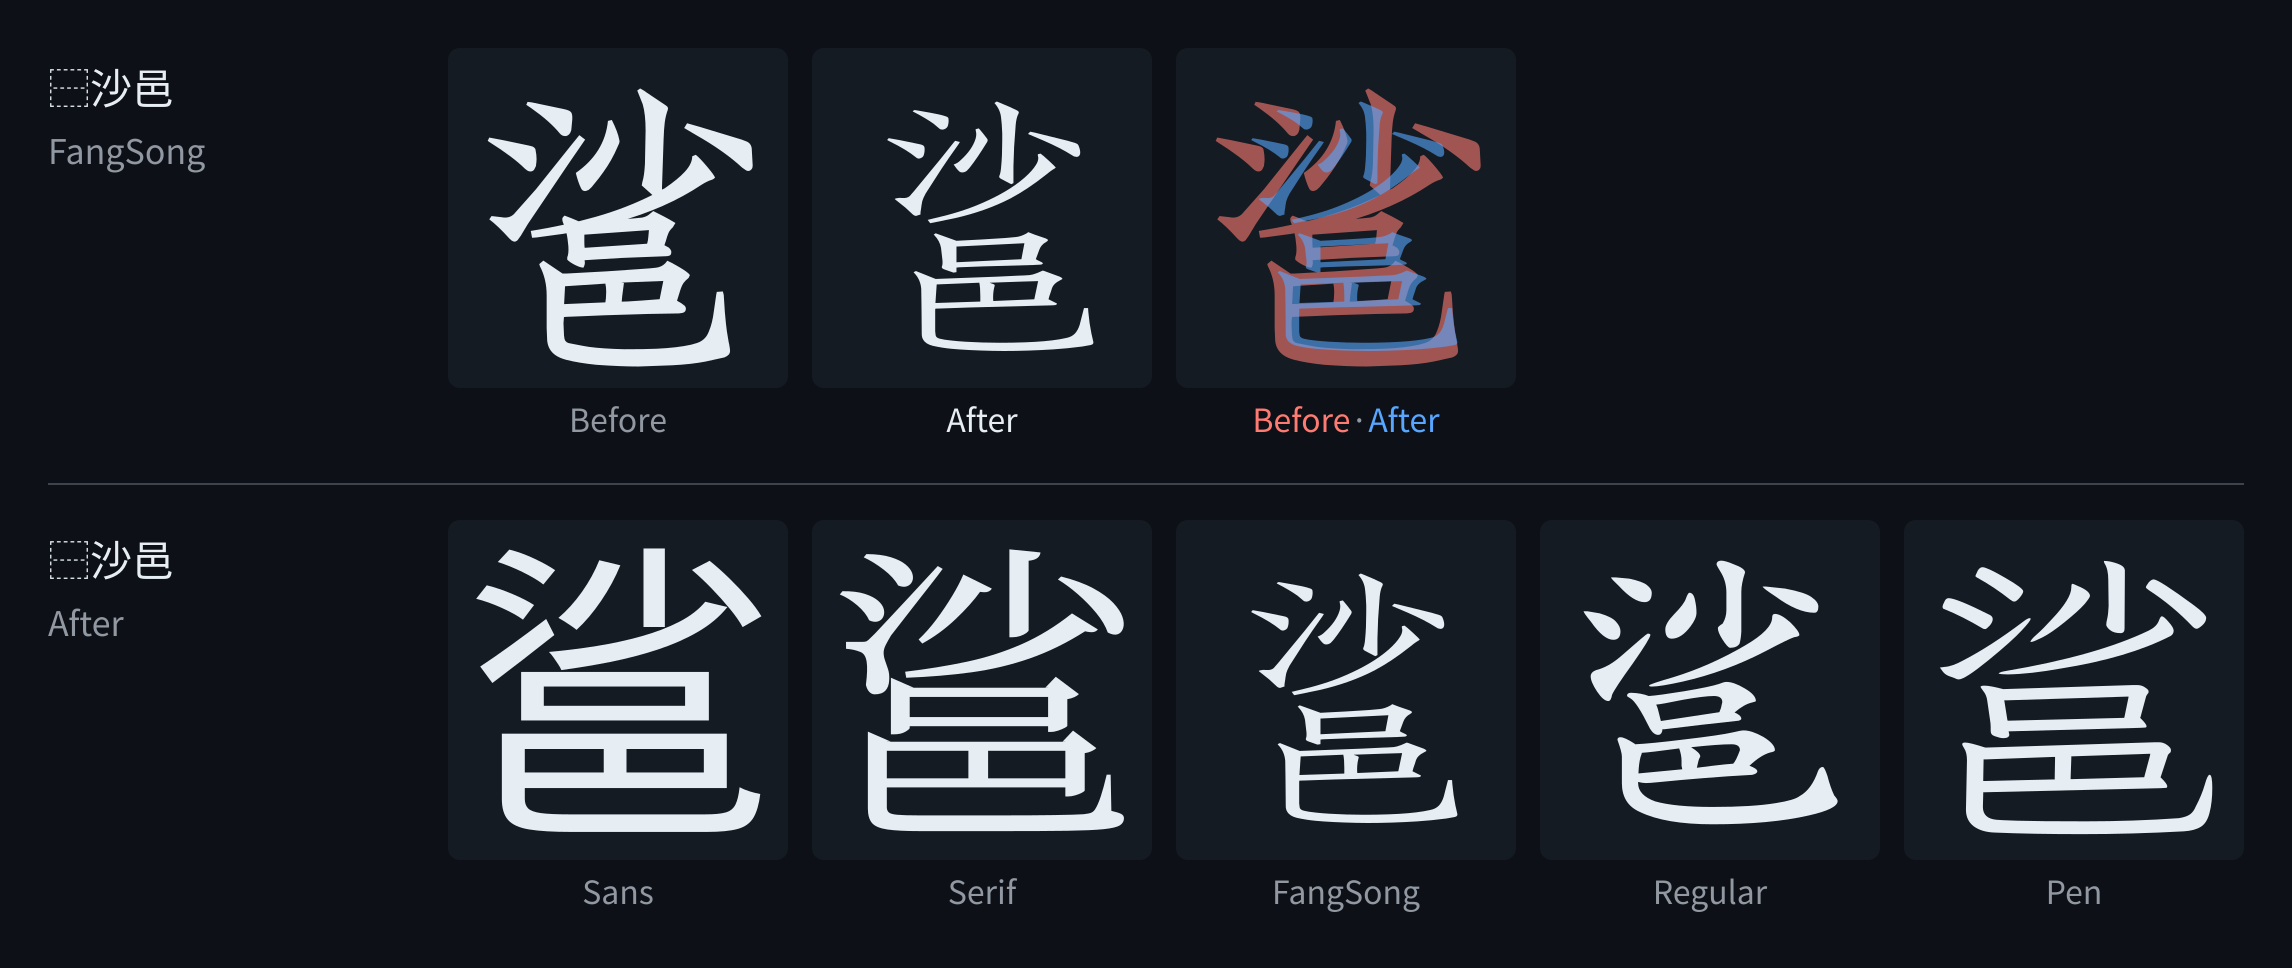 ⿱沙邑
FangSong
Before
After
Before·After
⿱沙邑
After
Sans
Serif
FangSong
Regular
Pen